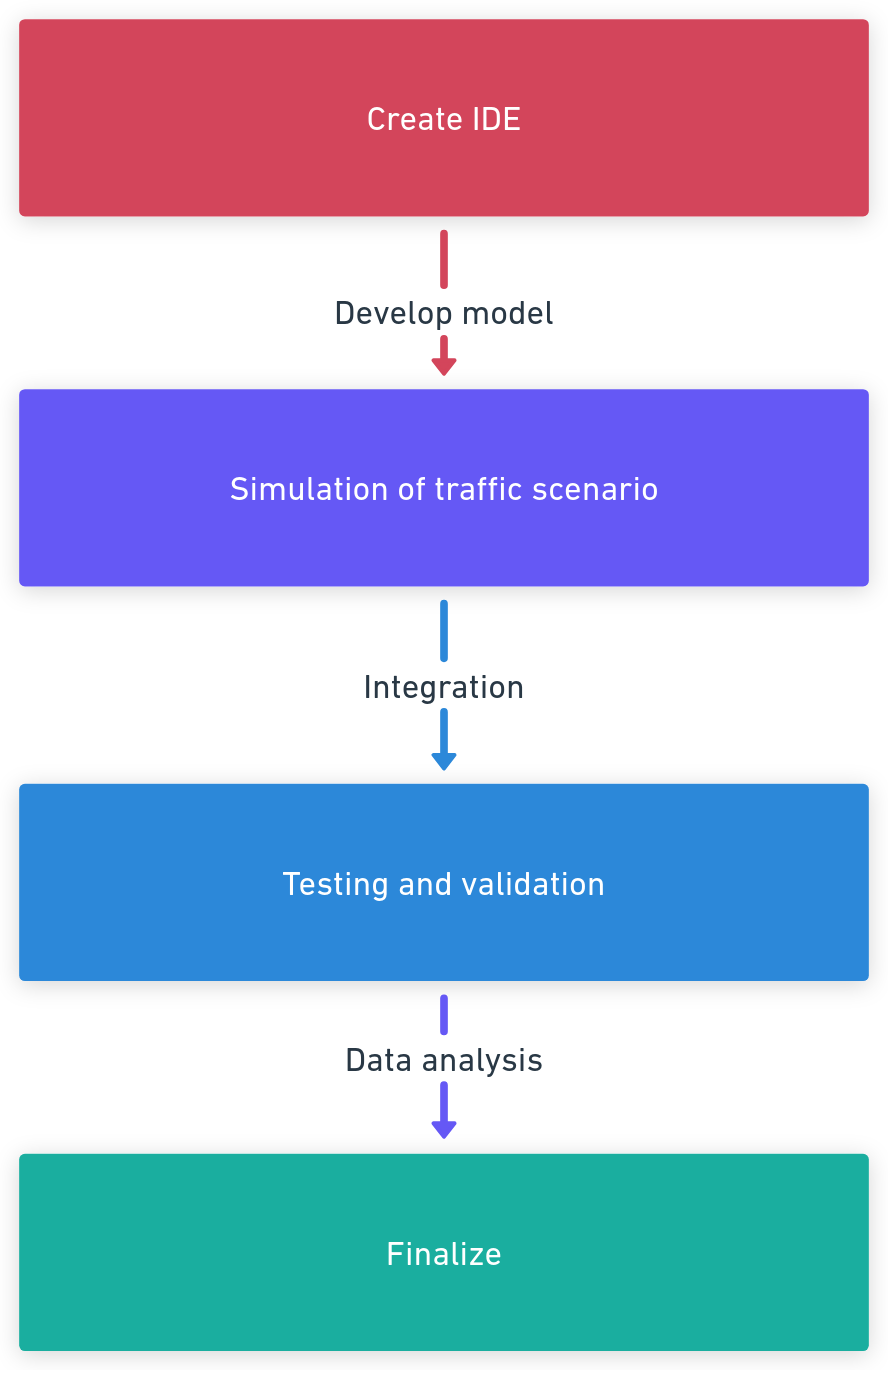 Create IDE
Develop model
Simulation of traffic scenario
Integration
Testing and validation
Data analysis
Finalize